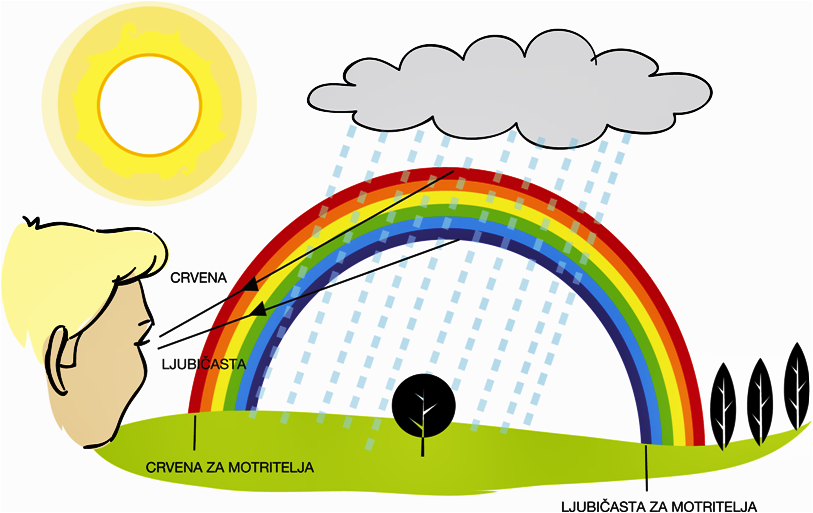 CRVENA
LJUBIČASTA
CRVENA ZA MOTRITELJA
LJUBIČASTA ZA MOTRITELJA